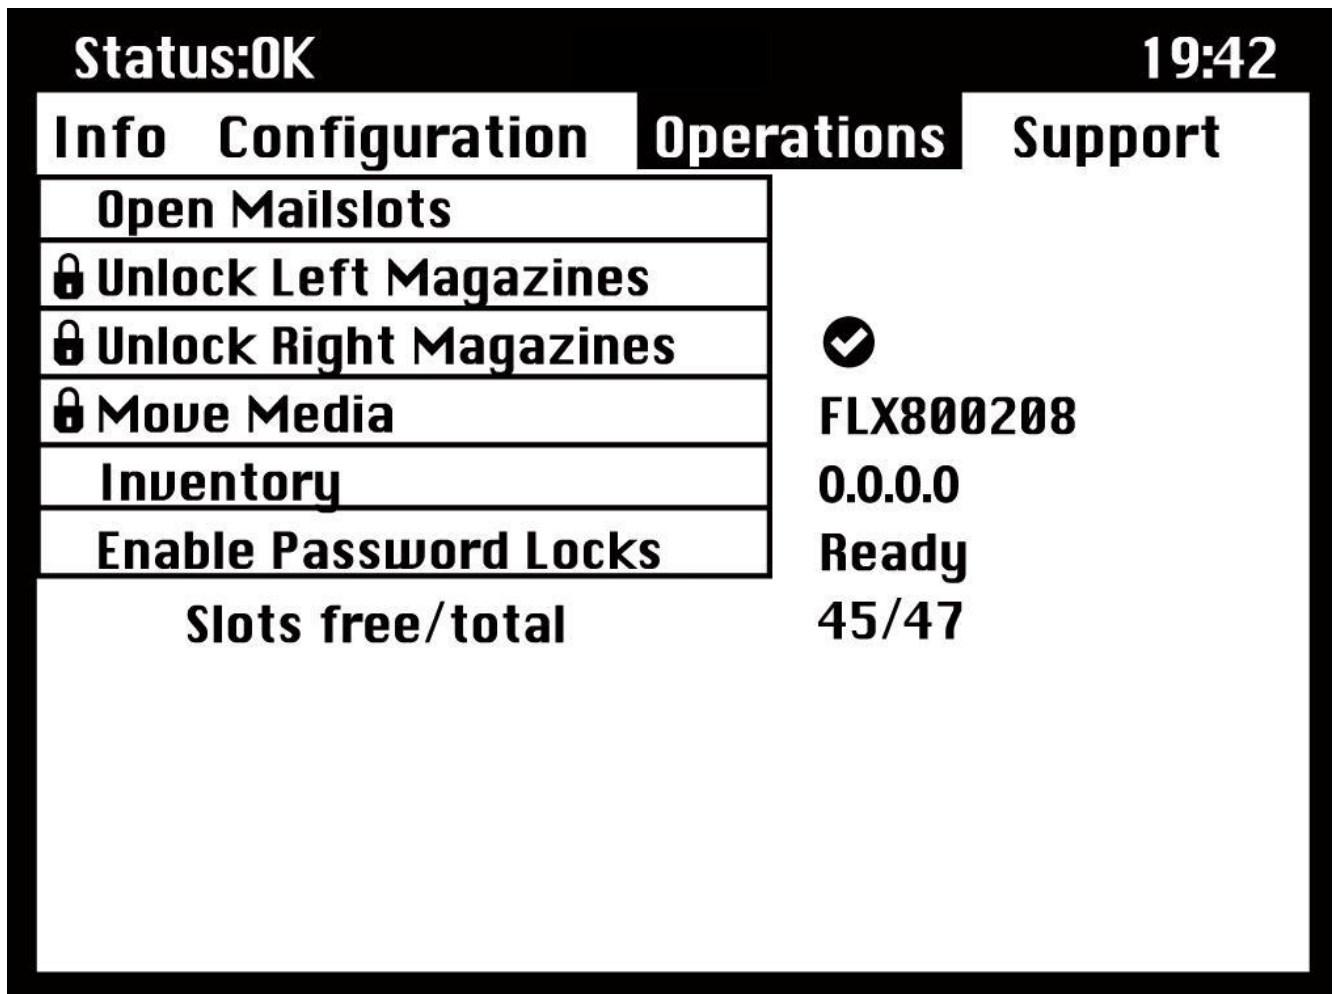 Status:OK 19:42
Info Configuration Operations Support
Open Mailslots
Unlock Left Magazines
Unlock Right Magazines
Move Media FLX800208
Inventory 0.0.0.0
Enable Password Locks Ready
Slots free/total 45/47